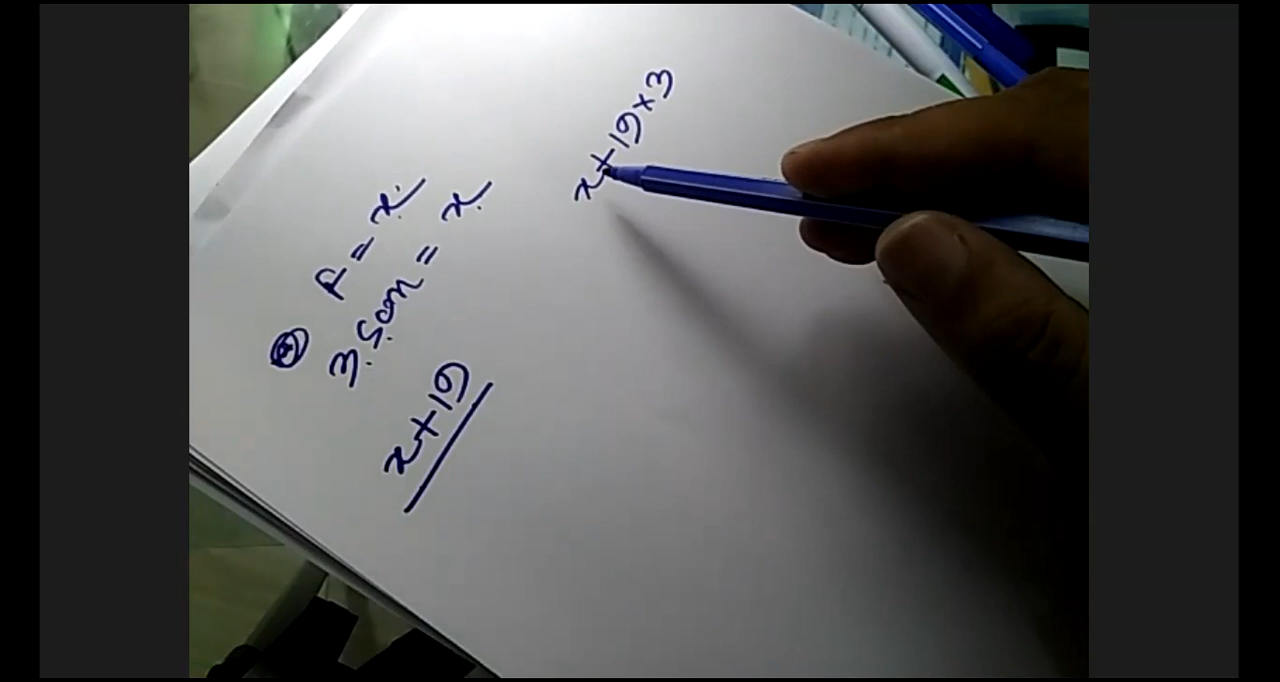 P = x
3. Son = x
x+19
x+19×3